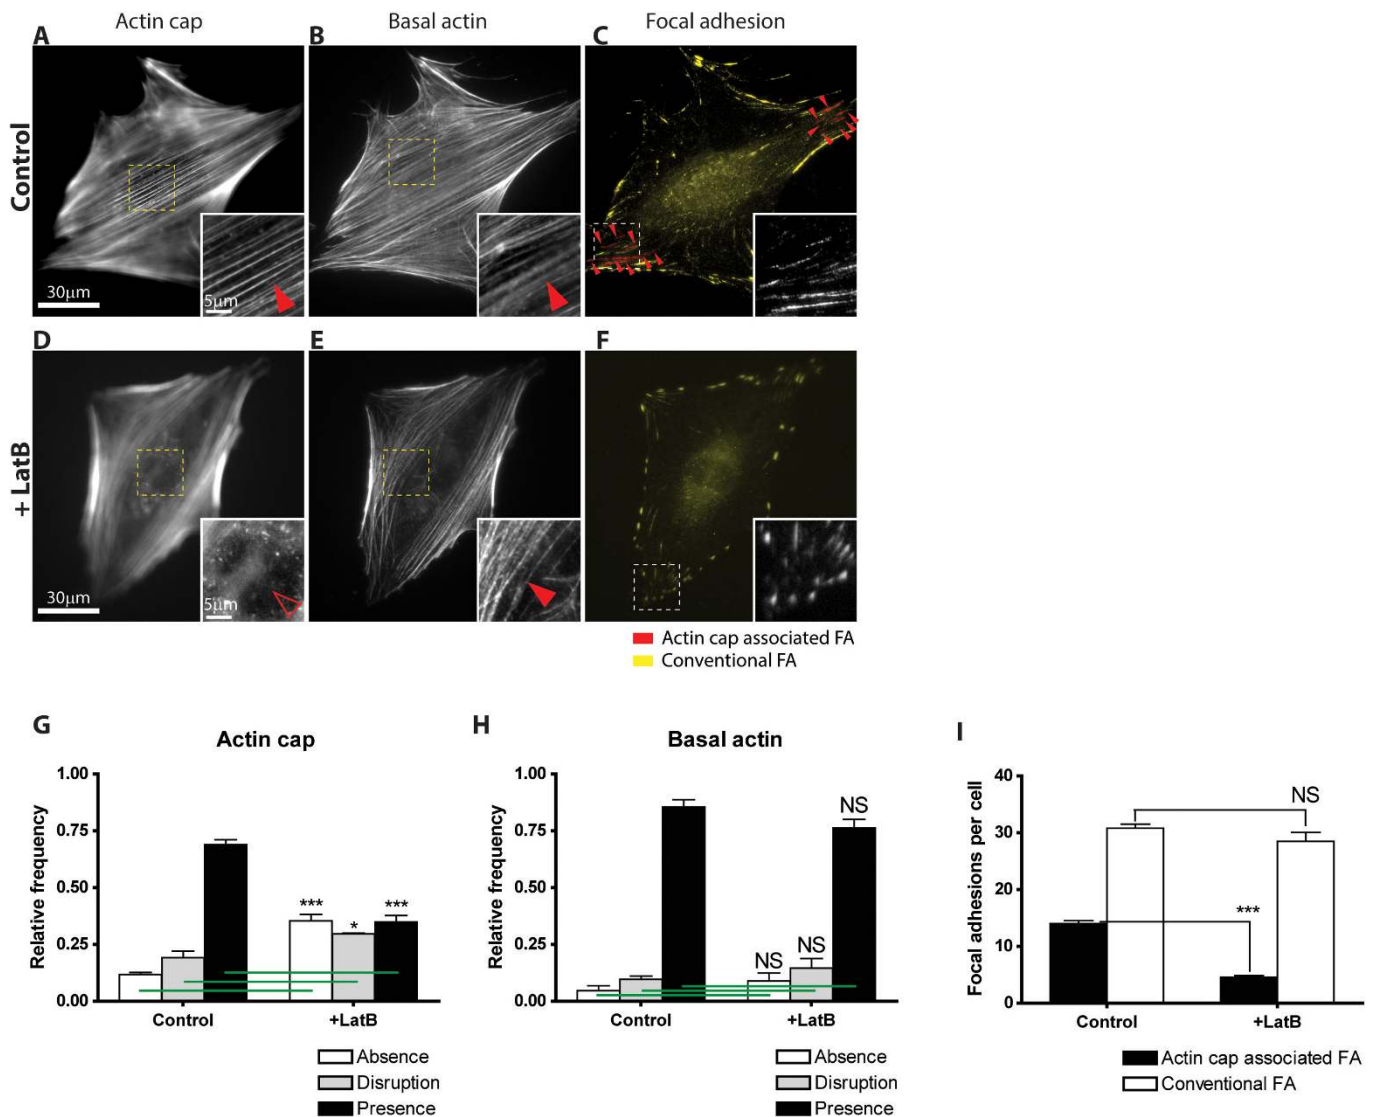 Actin cap
Basal actin
Focal adhesion
A
B
C
Control
30μm
5μm
D
E
F
+ LatB
30μm
5μm
Actin cap associated FA
Conventional FA
G
Actin cap
Relative frequency
1.00
0.75
0.50
0.25
0.00
***
*
***
Control
+LatB
Absence
Disruption
Presence
H
Basal actin
Relative frequency
1.00
0.75
0.50
0.25
0.00
NS
NS
NS
Control
+LatB
Absence
Disruption
Presence
I
Focal adhesions per cell
40
30
20
10
0
NS
***
Control
+LatB
Actin cap associated FA
Conventional FA